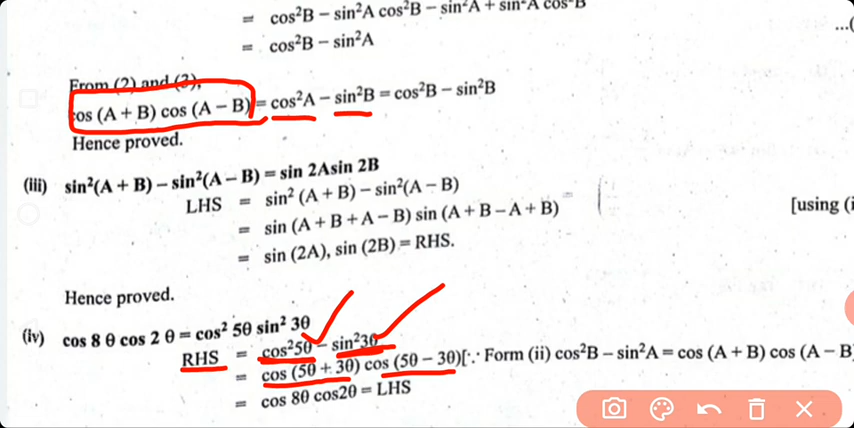 = cos²B – sin²A cos²B – sin²A + sin²A cos²B
= cos²B – sin²A ...(
From (2) and (3),
cos (A + B) cos (A – B) = cos²A – sin²B = cos²B – sin²B
Hence proved.
(iii) sin²(A + B) – sin²(A – B) = sin 2Asin 2B
LHS = sin² (A + B) – sin²(A – B)
= sin (A + B + A – B) sin (A + B – A + B) [using (i
= sin (2A), sin (2B) = RHS.
Hence proved.
(iv) cos 8 θ cos 2 θ = cos² 5θ sin² 3θ
RHS = cos²5θ – sin²3θ
= cos (5θ + 3θ) cos (5θ – 3θ)[∵ Form (ii) cos²B – sin²A = cos (A + B) cos (A – B
= cos 8θ cos2θ = LHS